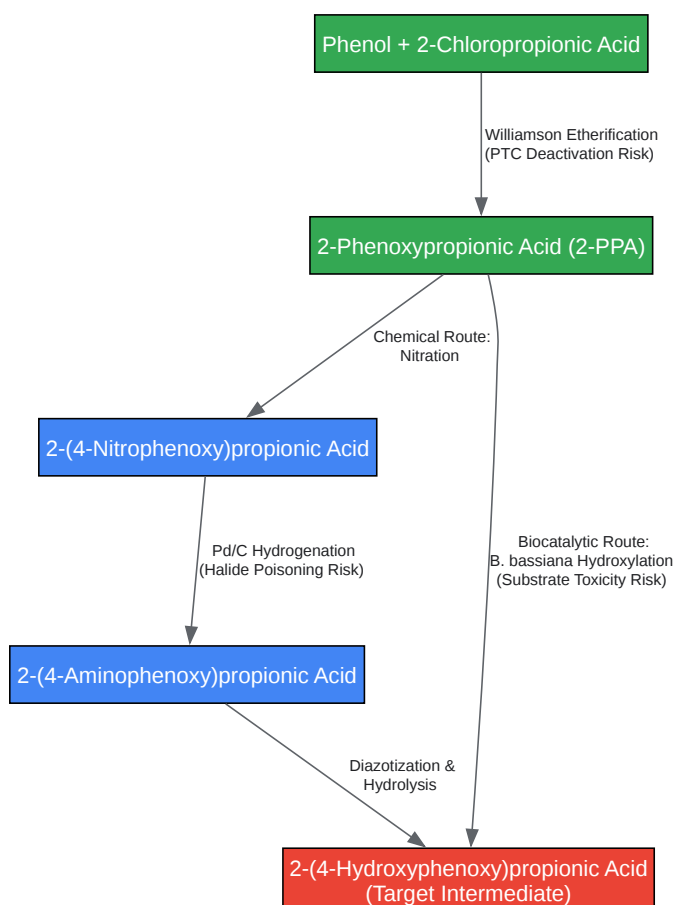 Phenol + 2-Chloropropionic Acid
Williamson Etherification
(PTC Deactivation Risk)
2-Phenoxypropionic Acid (2-PPA)
Chemical Route:
Nitration
2-(4-Nitrophenoxy)propionic Acid
Pd/C Hydrogenation
(Halide Poisoning Risk)
Biocatalytic Route:
B. bassiana Hydroxylation
(Substrate Toxicity Risk)
2-(4-Aminophenoxy)propionic Acid
Diazotization &
Hydrolysis
2-(4-Hydroxyphenoxy)propionic Acid
(Target Intermediate)